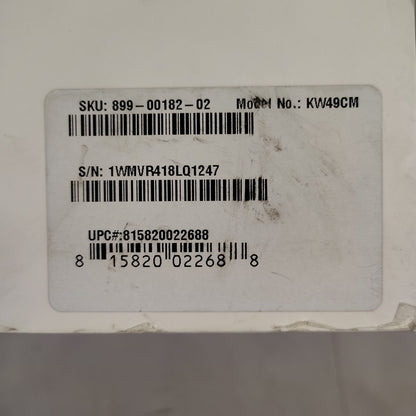 SKU: 899-00182-02 Model No.: KW49CM
S/N: 1WMVR418LQ1247
UPC#:815820022688
8 15820 02268 8